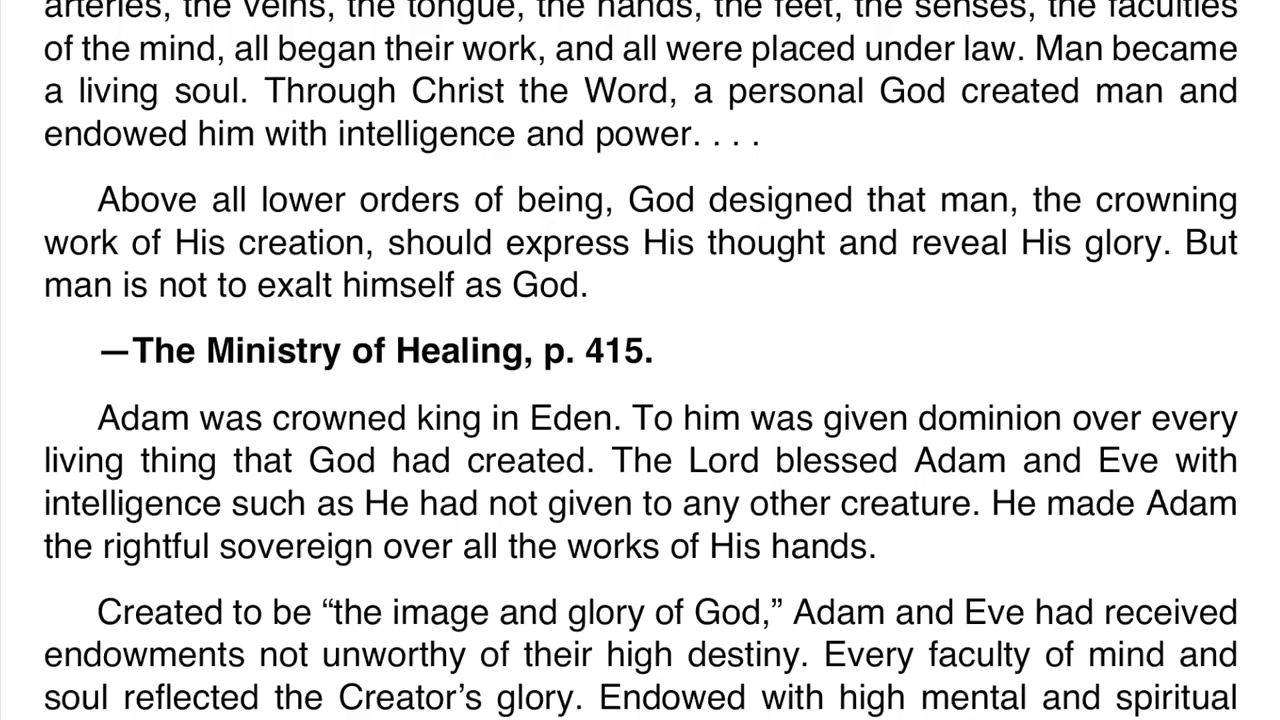 arteries, the veins, the tongue, the hands, the feet, the senses, the faculties
of the mind, all began their work, and all were placed under law. Man became
a living soul. Through Christ the Word, a personal God created man and
endowed him with intelligence and power. . . .
Above all lower orders of being, God designed that man, the crowning
work of His creation, should express His thought and reveal His glory. But
man is not to exalt himself as God.
—The Ministry of Healing, p. 415.
Adam was crowned king in Eden. To him was given dominion over every
living thing that God had created. The Lord blessed Adam and Eve with
intelligence such as He had not given to any other creature. He made Adam
the rightful sovereign over all the works of His hands.
Created to be “the image and glory of God,” Adam and Eve had received
endowments not unworthy of their high destiny. Every faculty of mind and
soul reflected the Creator’s glory. Endowed with high mental and spiritual